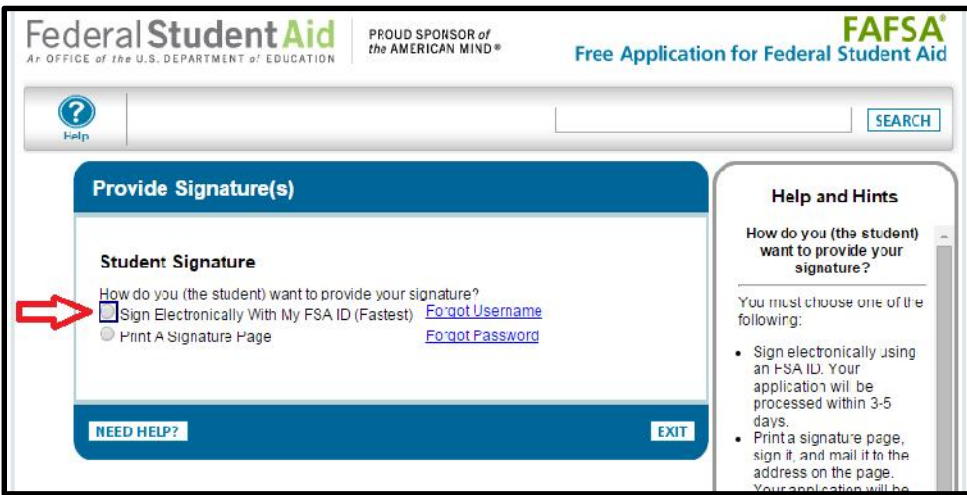 Federal Student Aid
An OFFICE of the U.S. DEPARTMENT of EDUCATION
PROUD SPONSOR of
the AMERICAN MIND®
FAFSA®
Free Application for Federal Student Aid
Help
SEARCH
Provide Signature(s)
Student Signature
How do you (the student) want to provide your signature?
Sign Electronically With My FSA ID (Fastest) Forgot Username
Print A Signature Page Forgot Password
NEED HELP?
EXIT
Help and Hints
How do you (the student)
want to provide your
signature?
You must choose one of the
following:
• Sign electronically using
an FSA ID. Your
application will be
processed within 3-5
days.
• Print a signature page,
sign it, and mail it to the
address on the page.
Your application will be